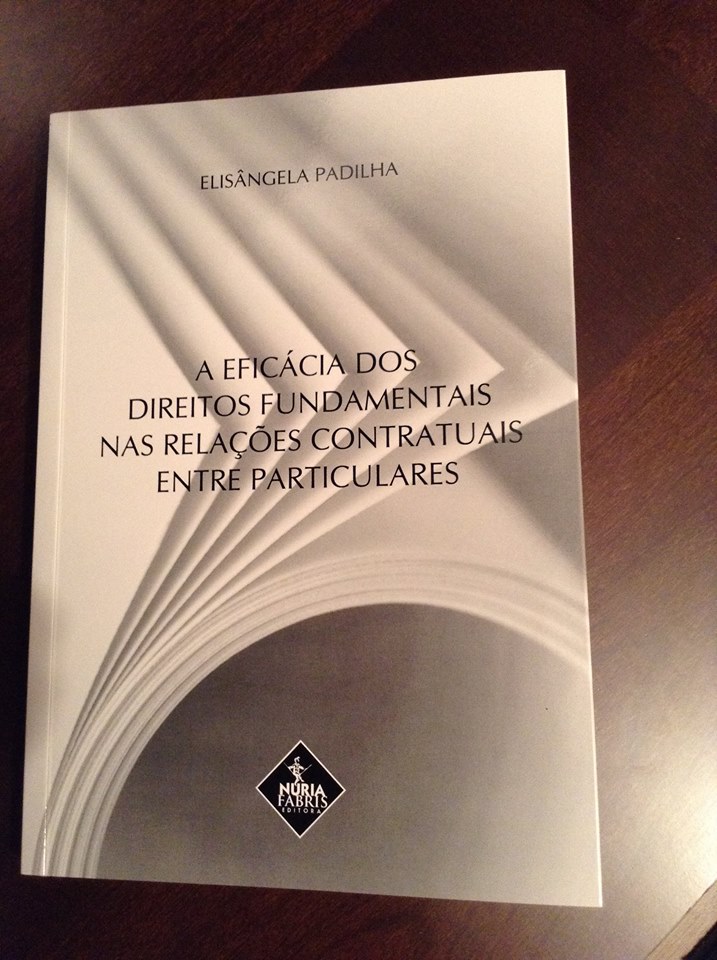 ELISÂNGELA PADILHA
A EFICÁCIA DOS
DIREITOS FUNDAMENTAIS
NAS RELAÇÕES CONTRATUAIS
ENTRE PARTICULARES
NÚRIA
FABRIS
EDITORA